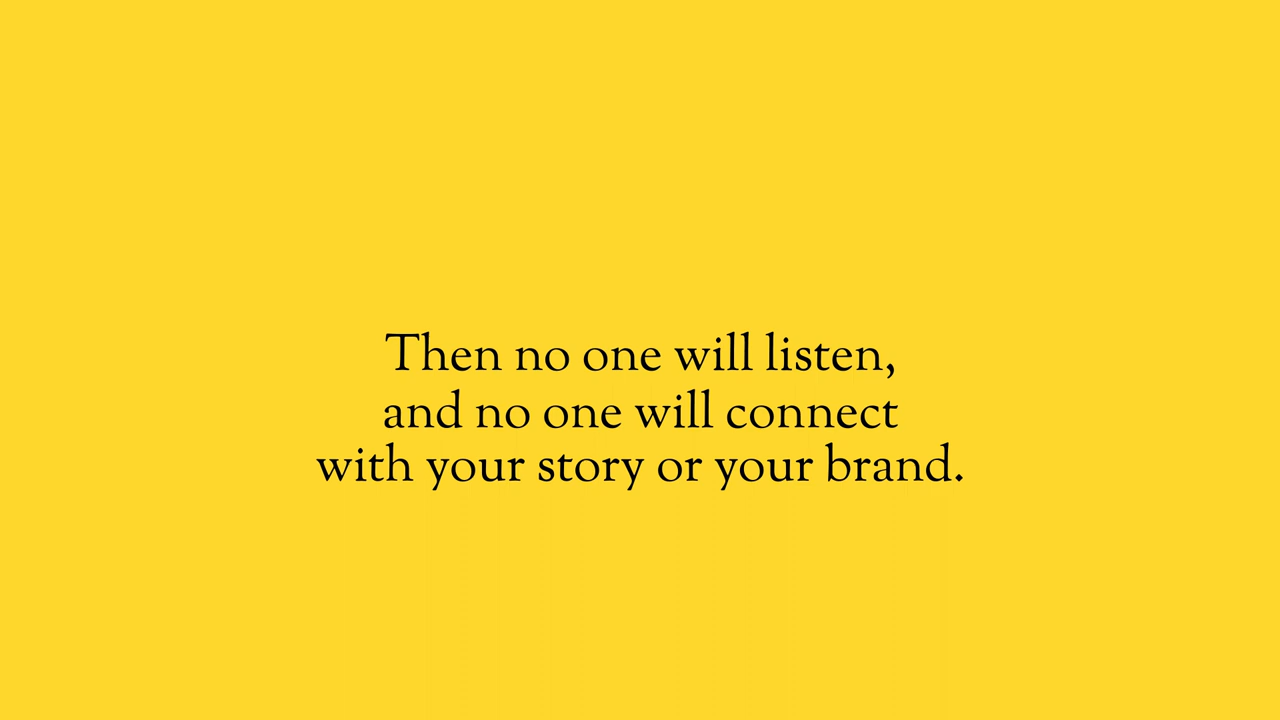 Then no one will listen,
and no one will connect
with your story or your brand.